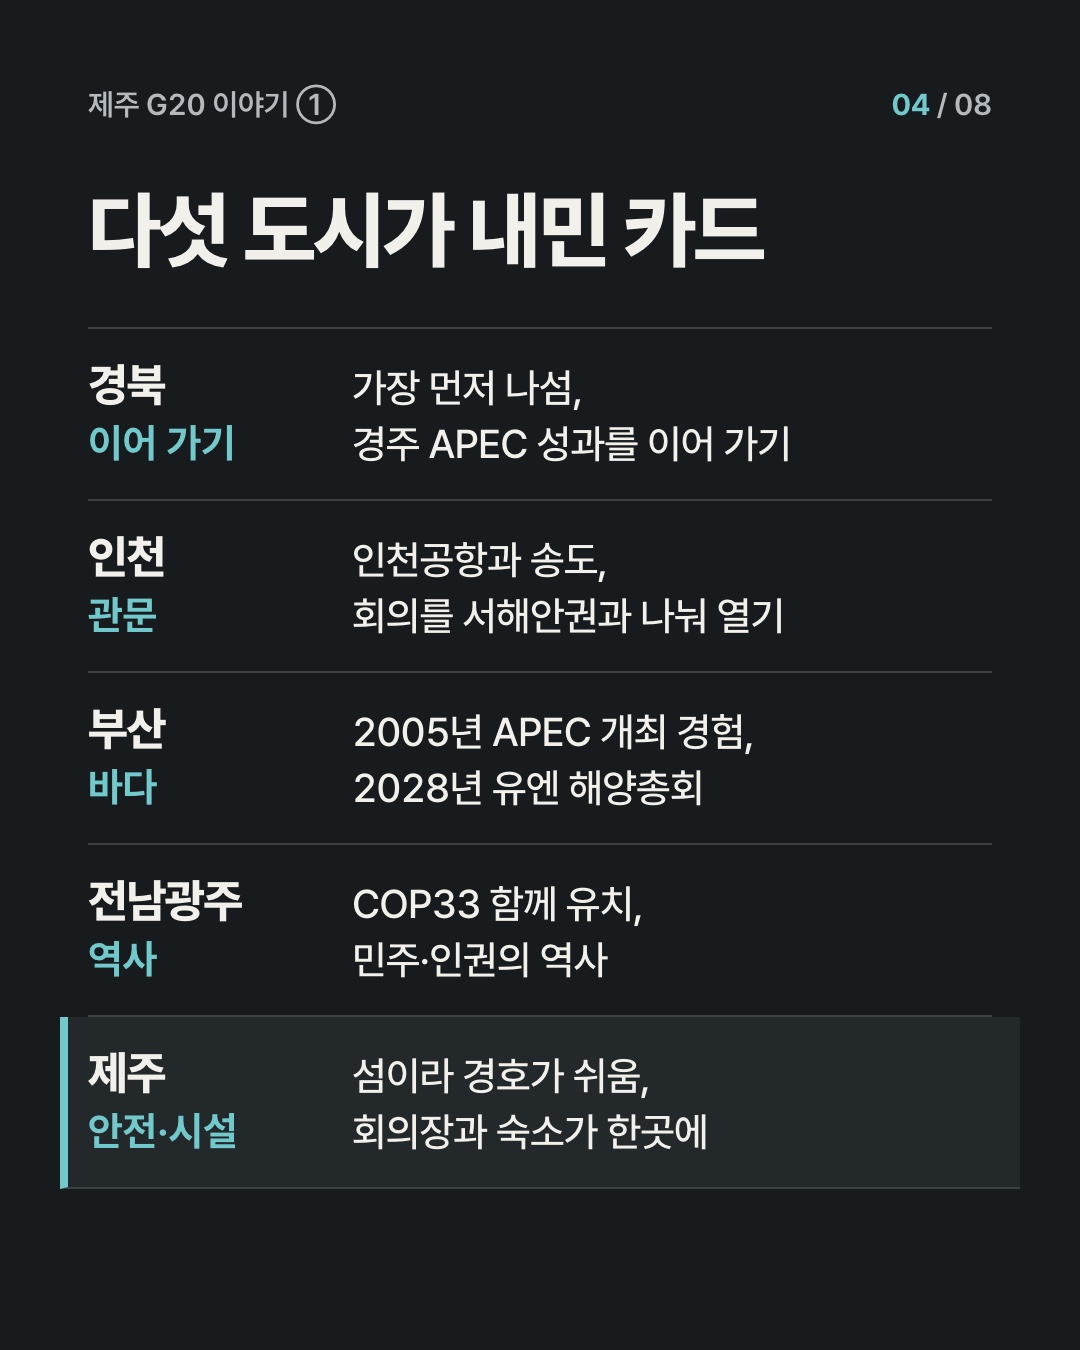 제주 G20 이야기 ①
04 / 08
다섯 도시가 내민 카드
경북
이어 가기
가장 먼저 나섬,
경주 APEC 성과를 이어 가기
인천
관문
인천공항과 송도,
회의를 서해안권과 나눠 열기
부산
바다
2005년 APEC 개최 경험,
2028년 유엔 해양총회
전남광주
역사
COP33 함께 유치,
민주·인권의 역사
제주
안전·시설
섬이라 경호가 쉬움,
회의장과 숙소가 한곳에